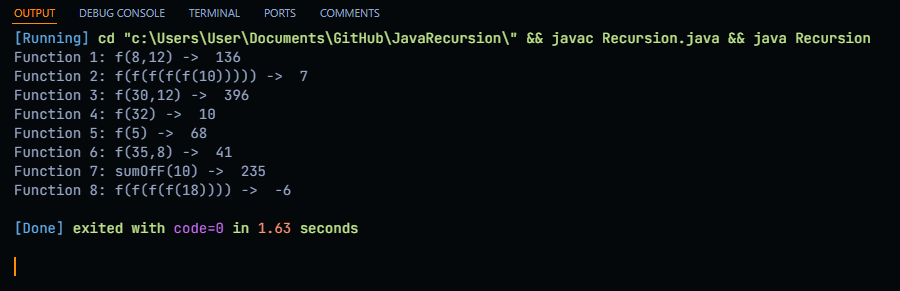 OUTPUT DEBUG CONSOLE TERMINAL PORTS COMMENTS
[Running] cd "c:\Users\User\Documents\GitHub\JavaRecursion\" && javac Recursion.java && java Recursion
Function 1: f(8,12) ->  136
Function 2: f(f(f(f(f(10))))) ->  7
Function 3: f(30,12) ->  396
Function 4: f(32) ->  10
Function 5: f(5) ->  68
Function 6: f(35,8) ->  41
Function 7: sumOfF(10) ->  235
Function 8: f(f(f(f(18)))) ->  -6
[Done] exited with code=0 in 1.63 seconds